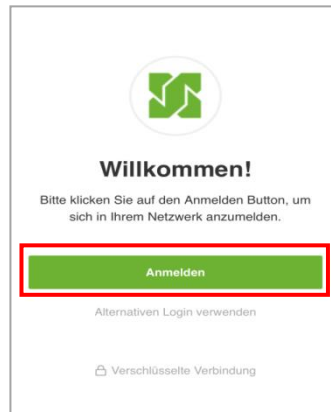 Willkommen!
Bitte klicken Sie auf den Anmelden Button, um
sich in Ihrem Netzwerk anzumelden.
Anmelden
Alternativen Login verwenden
Verschlüsselte Verbindung